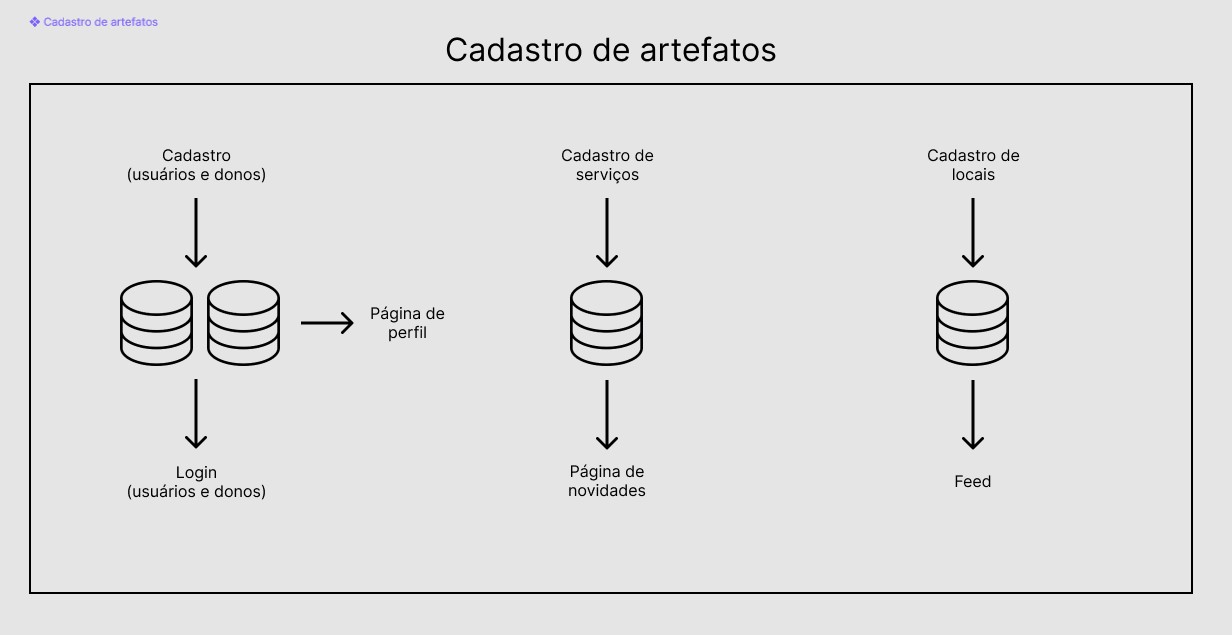 Cadastro de artefatos
Cadastro de artefatos
Cadastro
(usuários e donos)
Cadastro de
serviços
Cadastro de
locais
Página de
perfil
Login
(usuários e donos)
Página de
novidades
Feed